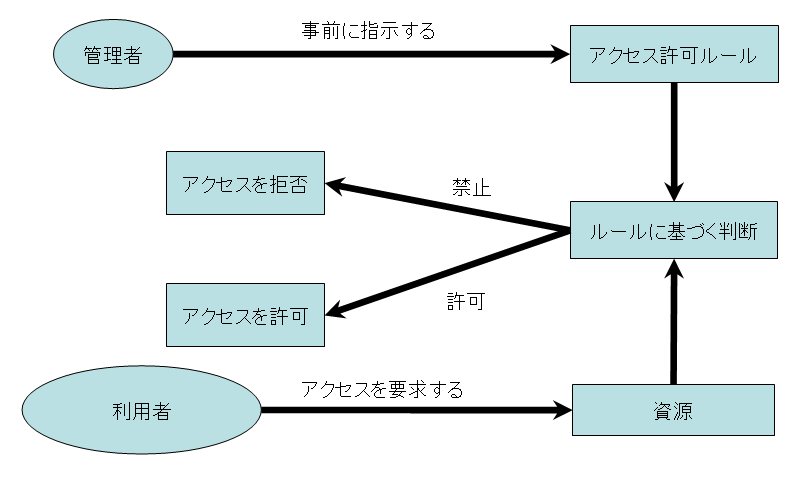 事前に指示する
管理者
アクセス許可ルール
アクセスを拒否
禁止
ルールに基づく判断
アクセスを許可
許可
アクセスを要求する
利用者
資源